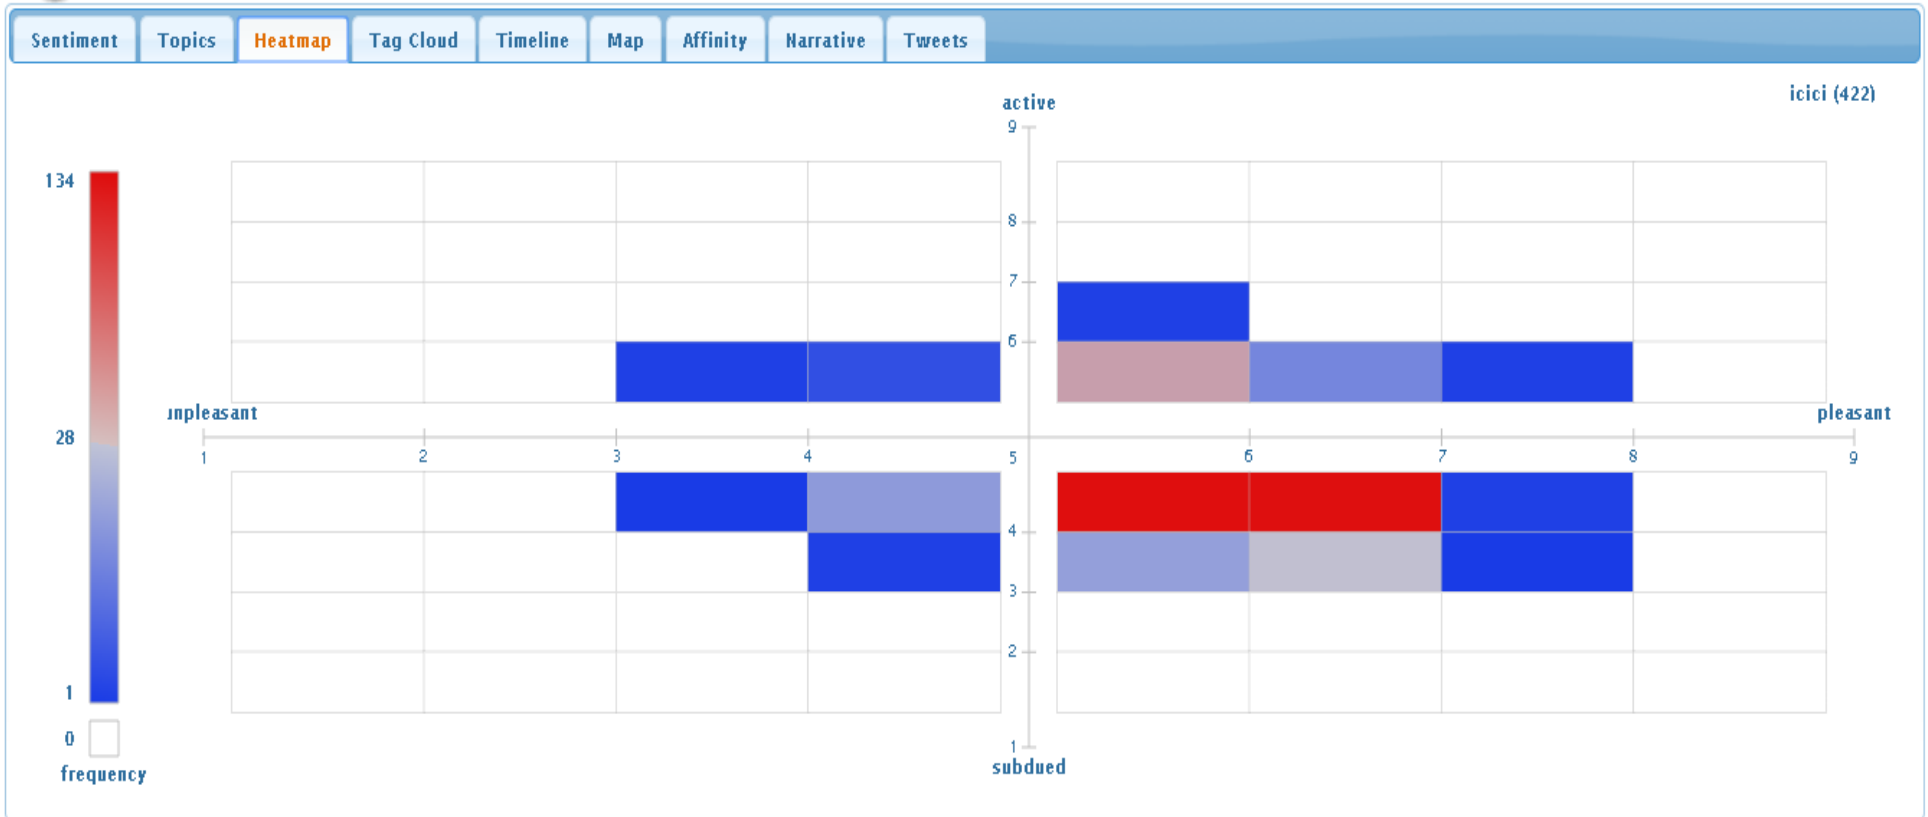 Sentiment Topics Heatmap Tag Cloud Timeline Map Affinity Narrative Tweets
icici (422)
active
9
8
7
6
134
28
1
0
frequency
unpleasant
pleasant
1 2 3 4 5 6 7 8 9
4
3
2
1
subdued